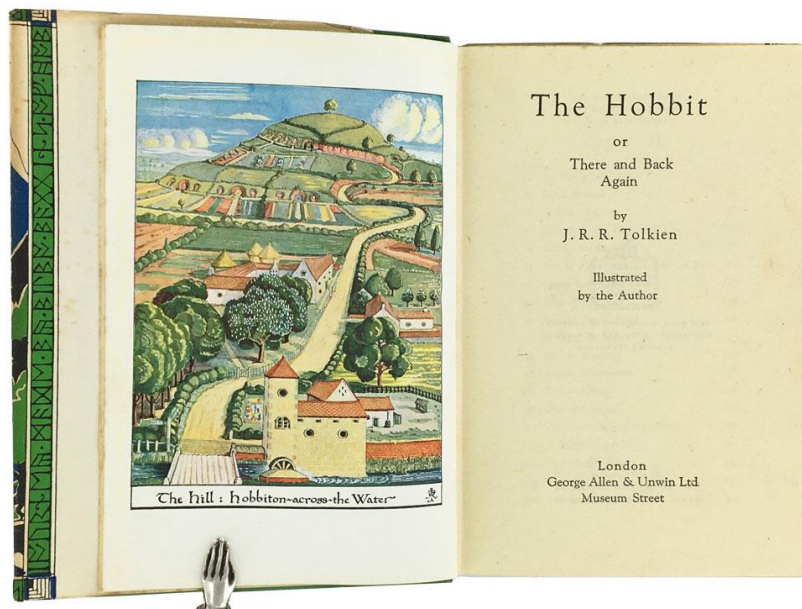 The Hill : Hobbiton-across-the Water
The Hobbit
or
There and Back
Again
by
J. R. R. Tolkien
Illustrated
by the Author
London
George Allen & Unwin Ltd
Museum Street